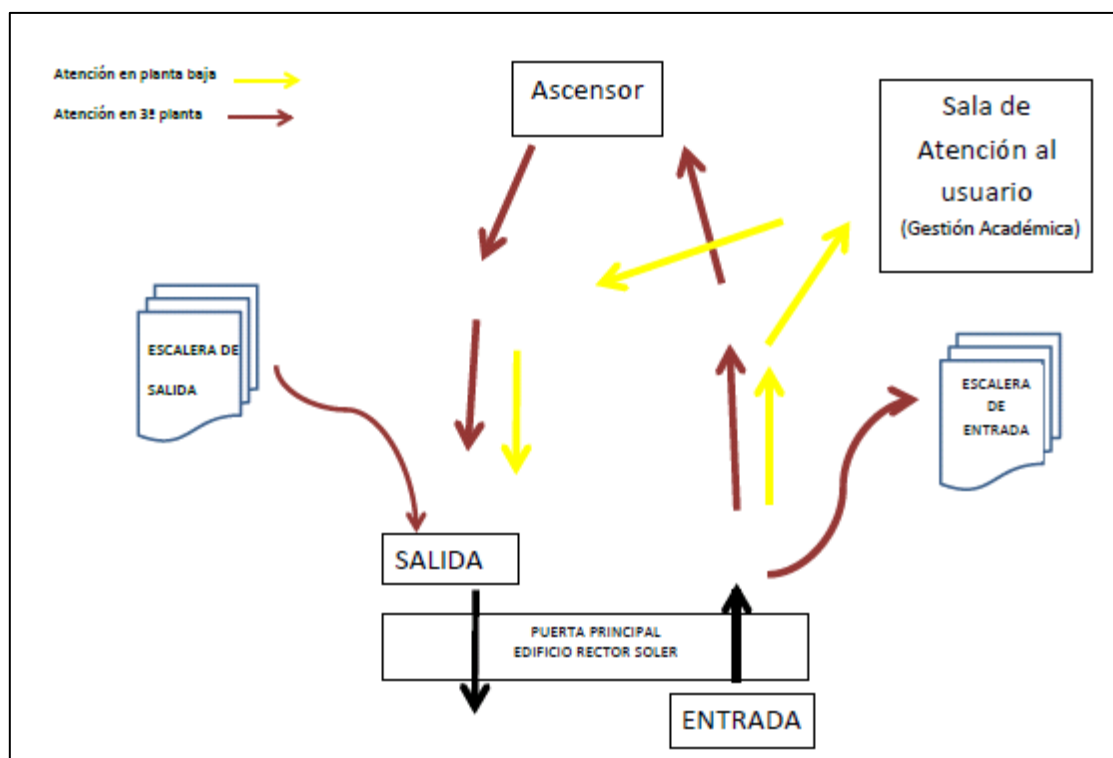 Atención en planta baja
Atención en 3ª planta
Ascensor
Sala de
Atención al
usuario
(Gestión Académica)
ESCALERA DE
SALIDA
ESCALERA
DE
ENTRADA
SALIDA
PUERTA PRINCIPAL
EDIFICIO RECTOR SOLER
ENTRADA